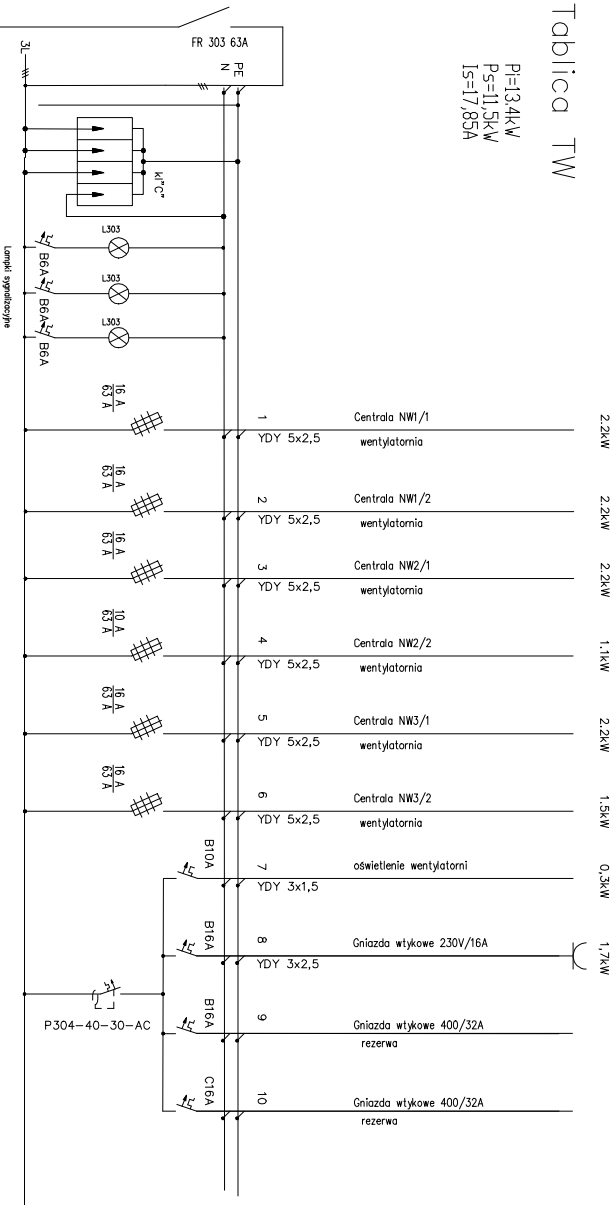 Tablica TW
Pi=13.4kW
Ps=11,5kW
Is=17,85A
FR 303 63A
3L
N
PE
kl"C"
L303
B6A
L303
B6A
L303
B6A
Lampki sygnalizacyjne
16 A
63 A
1
YDY 5x2,5
Centrala NW1/1
wentylatornia
2.2kW
16 A
63 A
2
YDY 5x2,5
Centrala NW1/2
wentylatornia
2.2kW
16 A
63 A
3
YDY 5x2,5
Centrala NW2/1
wentylatornia
2.2kW
10 A
63 A
4
YDY 5x2,5
Centrala NW2/2
wentylatornia
1.1kW
16 A
63 A
5
YDY 5x2,5
Centrala NW3/1
wentylatornia
2.2kW
16 A
63 A
6
YDY 5x2,5
Centrala NW3/2
wentylatornia
1.5kW
B10A
7
YDY 3x1,5
oświetlenie wentylatorni
0,3kW
B16A
8
YDY 3x2,5
Gniazda wtykowe 230V/16A
1,7kW
P304-40-30-AC
B16A
9
Gniazda wtykowe 400/32A
rezerwa
C16A
10
Gniazda wtykowe 400/32A
rezerwa